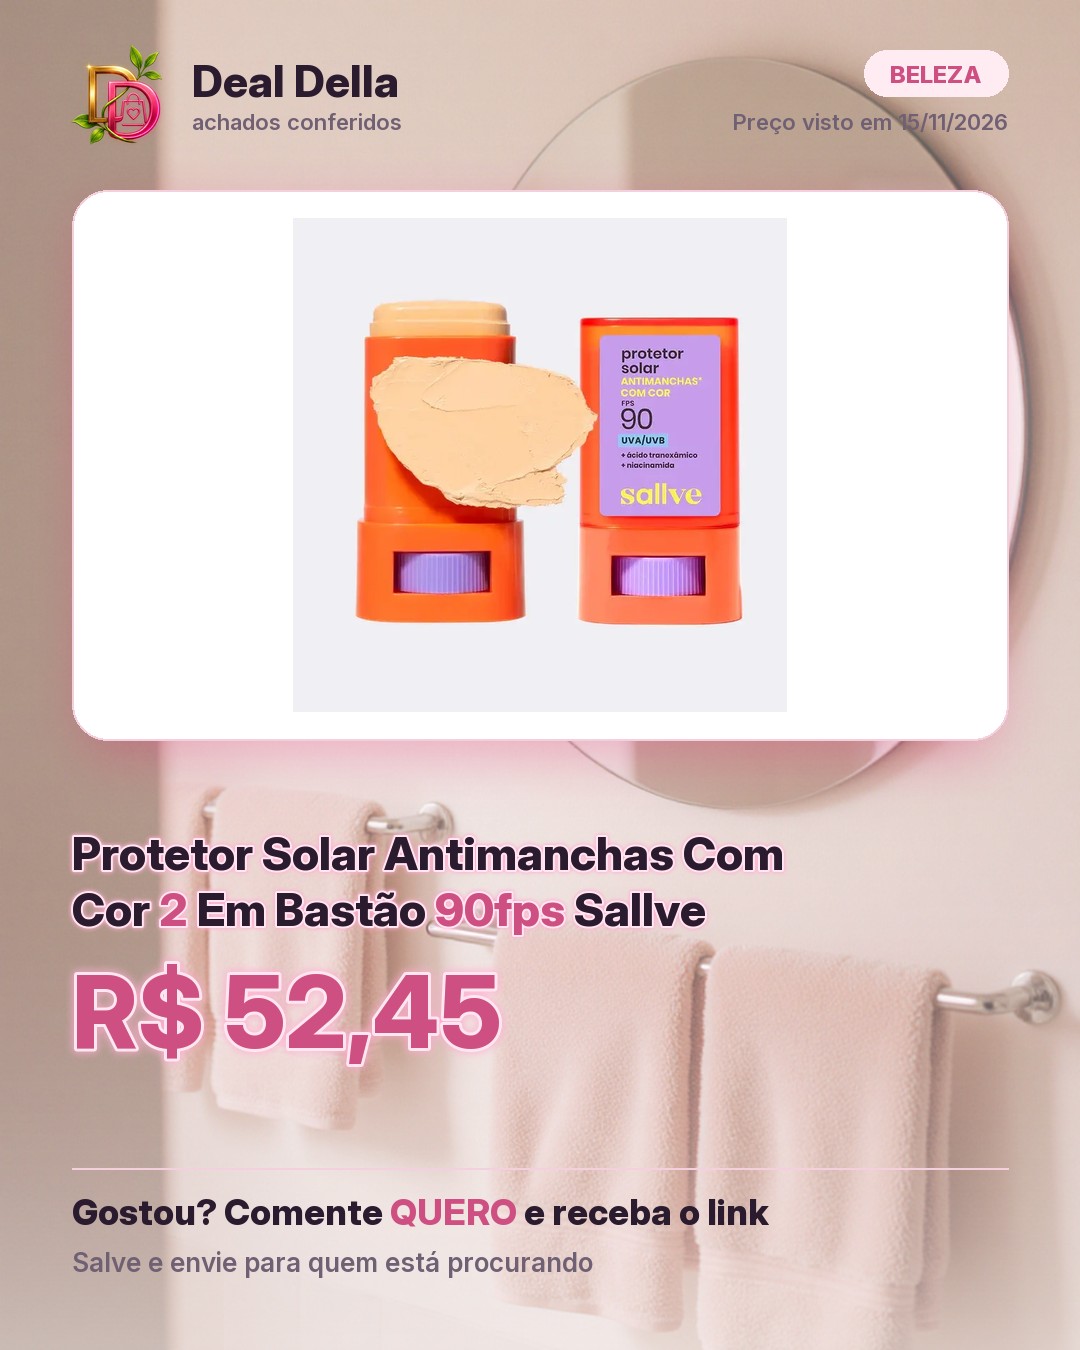 Deal Della
achados conferidos
BELEZA
Preço visto em 15/11/2026
protetor
solar
ANTIMANCHAS*
COM COR
FPS
90
UVA/UVB
+ ácido tranexâmico
+ niacinamida
sallve
Protetor Solar Antimanchas Com
Cor 2 Em Bastão 90fps Sallve
R$ 52,45
Gostou? Comente QUERO e receba o link
Salve e envie para quem está procurando